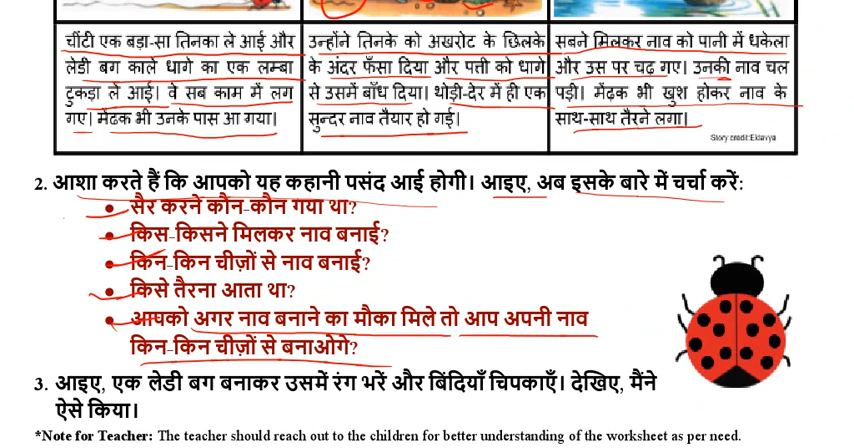 चींटी एक बड़ा-सा तिनका ले आई और
लेडी बग काले धागे का एक लम्बा
टुकड़ा ले आई। वे सब काम में लग
गए। मेंढक भी उनके पास आ गया।
उन्होंने तिनके को अखरोट के छिलके
के अंदर फँसा दिया और पत्ती को धागे
से उसमें बाँध दिया। थोड़ी-देर में ही एक
सुन्दर नाव तैयार हो गई।
सबने मिलकर नाव को पानी में धकेला
और उस पर चढ़ गए। उनकी नाव चल
पड़ी। मेंढ़क भी खुश होकर नाव के
साथ-साथ तैरने लगा।
Story credit:Eklavya
2. आशा करते हैं कि आपको यह कहानी पसंद आई होगी। आइए, अब इसके बारे में चर्चा करें:
• सैर करने कौन-कौन गया था?
• किस-किसने मिलकर नाव बनाई?
• किन-किन चीज़ों से नाव बनाई?
• किसे तैरना आता था?
• आपको अगर नाव बनाने का मौका मिले तो आप अपनी नाव
किन-किन चीज़ों से बनाओगे?
3. आइए, एक लेडी बग बनाकर उसमें रंग भरें और बिंदियाँ चिपकाएँ। देखिए, मैंने
ऐसे किया।
*Note for Teacher: The teacher should reach out to the children for better understanding of the worksheet as per need.